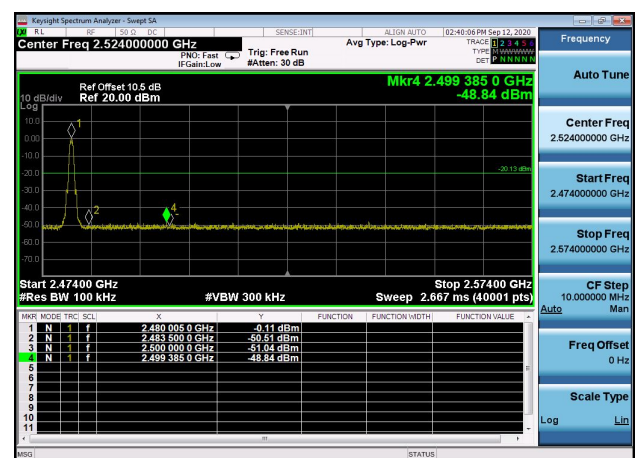 Keysight Spectrum Analyzer - Swept SA
RL RF 50 Ω DC SENSE:INT ALIGN AUTO 02:40:06 PM Sep 12, 2020
Center Freq 2.524000000 GHz
PNO: Fast
IFGain:Low
Trig: Free Run
#Atten: 30 dB
Avg Type: Log-Pwr
TRACE 1 2 3 4 5 6
TYPE
DET P N N N N N
Ref Offset 10.5 dB
Ref 20.00 dBm
10 dB/div
Log
Mkr4 2.499 385 0 GHz
-48.84 dBm
10.0
0.00
-10.0
-20.0
-30.0
-40.0
-50.0
-60.0
-70.0
1
2
4
-20.13 dBm
Start 2.47400 GHz
#Res BW 100 kHz
#VBW 300 kHz
Stop 2.57400 GHz
Sweep 2.667 ms (40001 pts)
MKR MODE TRC SCL X Y FUNCTION FUNCTION WIDTH FUNCTION VALUE
1 N 1 f 2.480 005 0 GHz -0.11 dBm
2 N 1 f 2.483 500 0 GHz -50.51 dBm
3 N 1 f 2.500 000 0 GHz -51.04 dBm
4 N 1 f 2.499 385 0 GHz -48.84 dBm
5
6
7
8
9
10
11
MSG STATUS
Frequency
Auto Tune
Center Freq
2.524000000 GHz
Start Freq
2.474000000 GHz
Stop Freq
2.574000000 GHz
CF Step
10.000000 MHz
Auto Man
Freq Offset
0 Hz
Scale Type
Log Lin